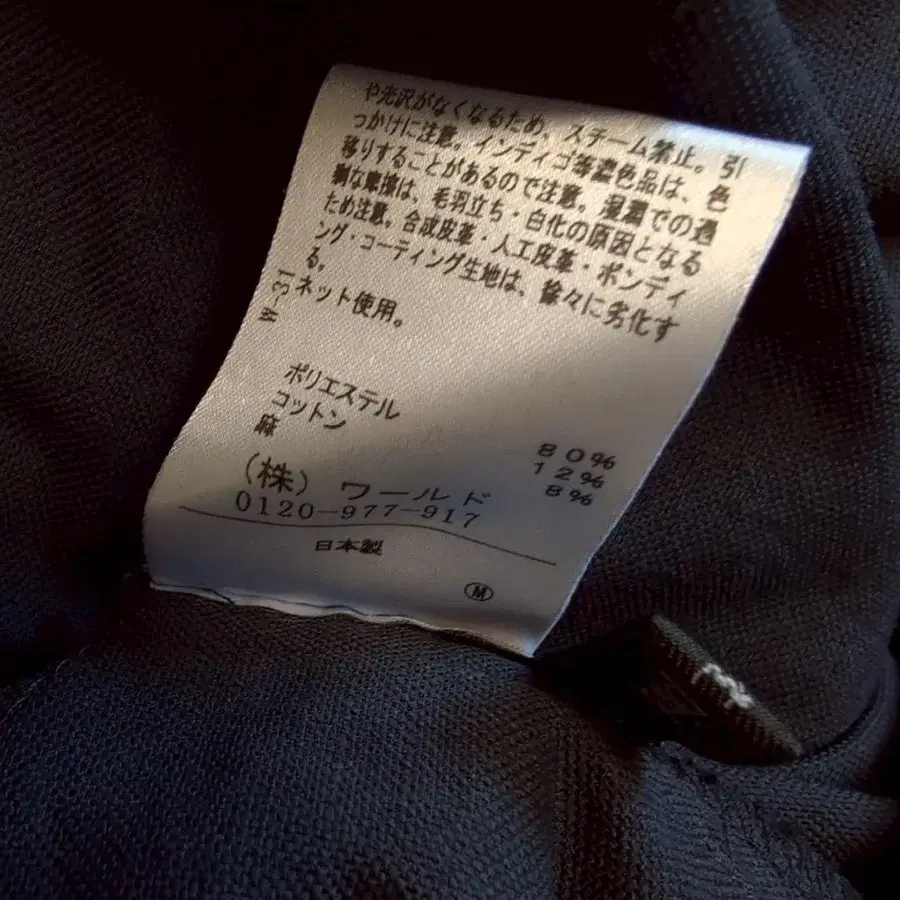 や光沢がなくなるため、スチーム禁止。引
っかけに注意。インディゴ等濃色品は、色
移りすることがあるので注意。湿潤での過
剰な摩擦は、毛羽立ち・白化の原因となる
ため注意。合成皮革・人工皮革・ボンディ
ング・コーティング生地は、徐々に劣化す
る。
ネット使用。
W-31
ポリエステル 80%
コットン 12%
麻 8%
(株) ワールド
0120-977-917
日本製
M